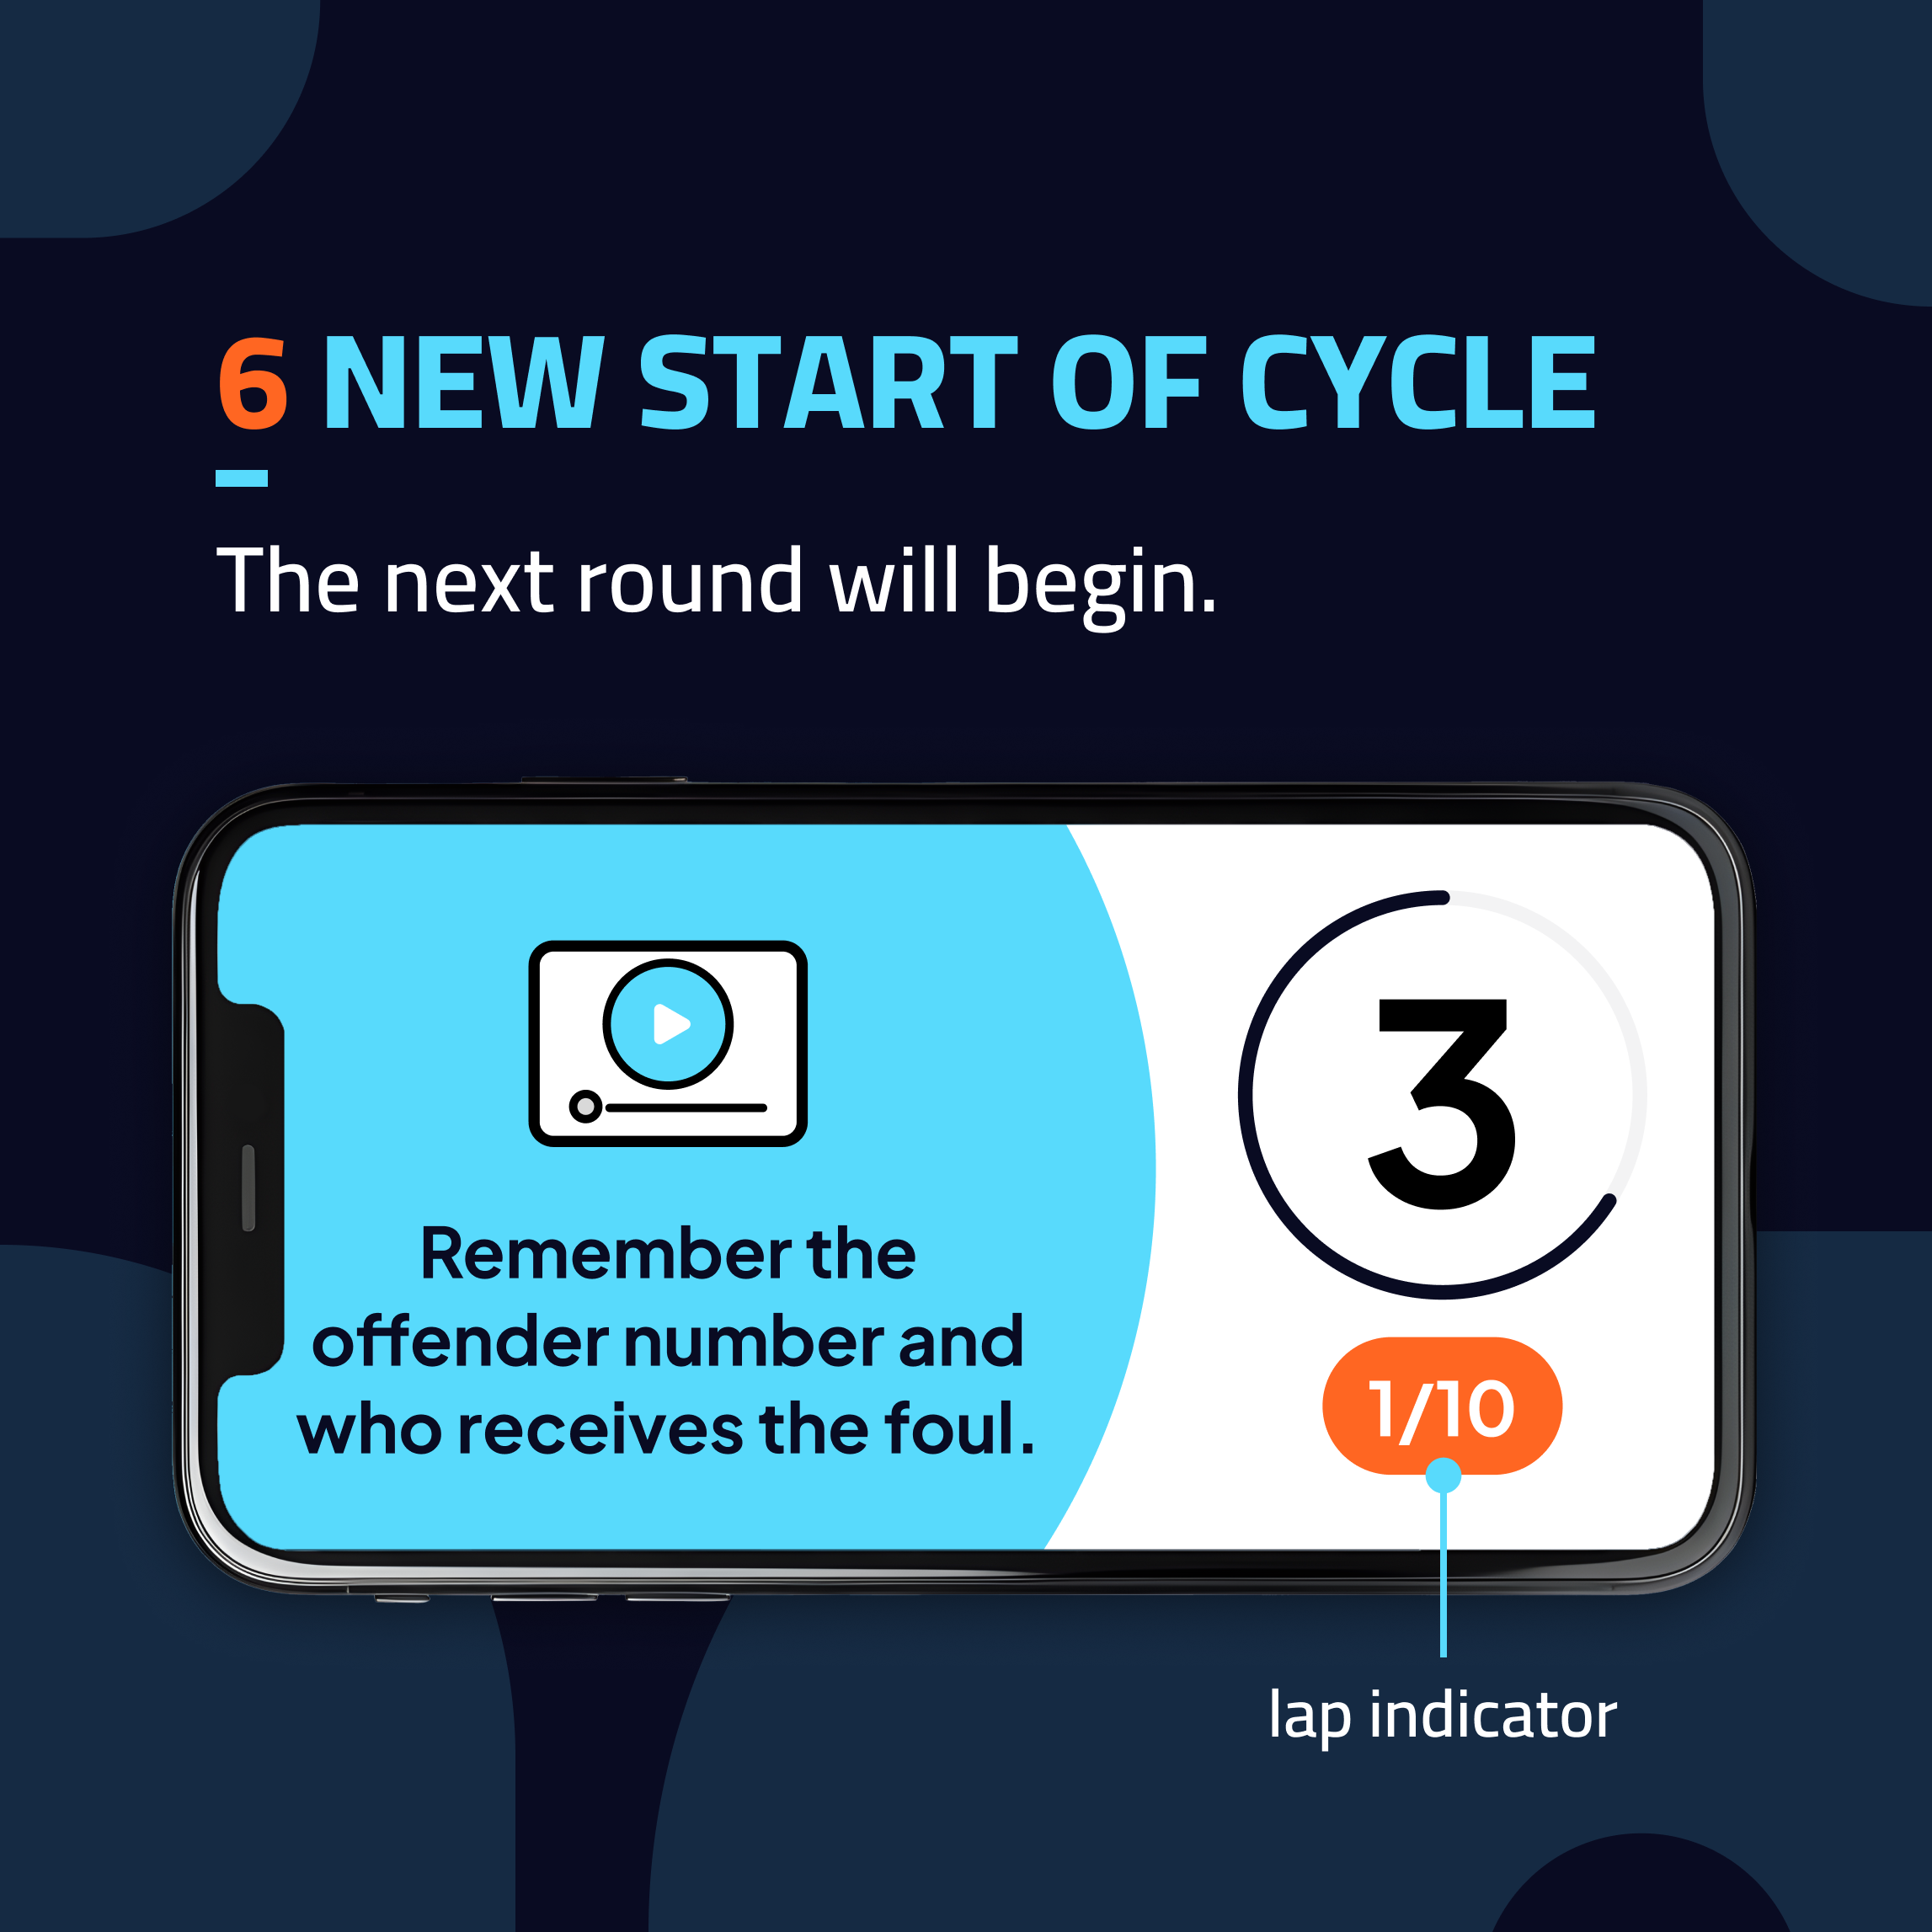 6 NEW START OF CYCLE
The next round will begin.
Remember the
offender number and
who receives the foul.
3
1/10
lap indicator